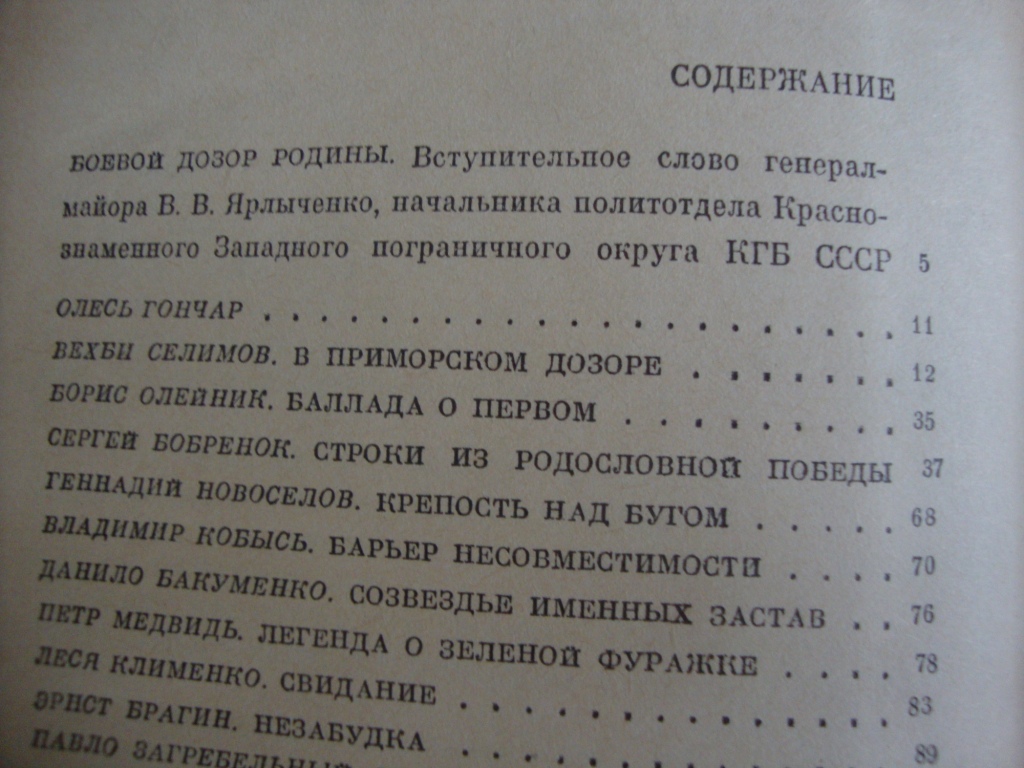 СОДЕРЖАНИЕ
БОЕВОЙ ДОЗОР РОДИНЫ. Вступительное слово генерал-
майора В. В. Ярлыченко, начальника политотдела Красно-
знаменного Западного пограничного округа КГБ СССР 5
ОЛЕСЬ ГОНЧАР . . . . . . . . . . . . . . . . . . . . 11
ВЕХБИ СЕЛИМОВ. В ПРИМОРСКОМ ДОЗОРЕ . . . . . . 12
БОРИС ОЛЕЙНИК. БАЛЛАДА О ПЕРВОМ . . . . . . . . 35
СЕРГЕЙ БОБРЕНОК. СТРОКИ ИЗ РОДОСЛОВНОЙ ПОБЕДЫ 37
ГЕННАДИЙ НОВОСЕЛОВ. КРЕПОСТЬ НАД БУГОМ . . . . . 68
ВЛАДИМИР КОБЫСЬ. БАРЬЕР НЕСОВМЕСТИМОСТИ . . . . 70
ДАНИЛО БАКУМЕНКО. СОЗВЕЗДЬЕ ИМЕННЫХ ЗАСТАВ . . 76
ПЕТР МЕДВИДЬ. ЛЕГЕНДА О ЗЕЛЕНОЙ ФУРАЖКЕ . . . . 78
ЛЕСЯ КЛИМЕНКО. СВИДАНИЕ . . . . . . . . . . . . . 83
ЭРНСТ БРАГИН. НЕЗАБУДКА . . . . . . . . . . . . . 89
ПАВЛО ЗАГРЕБЕЛЬНЫЙ